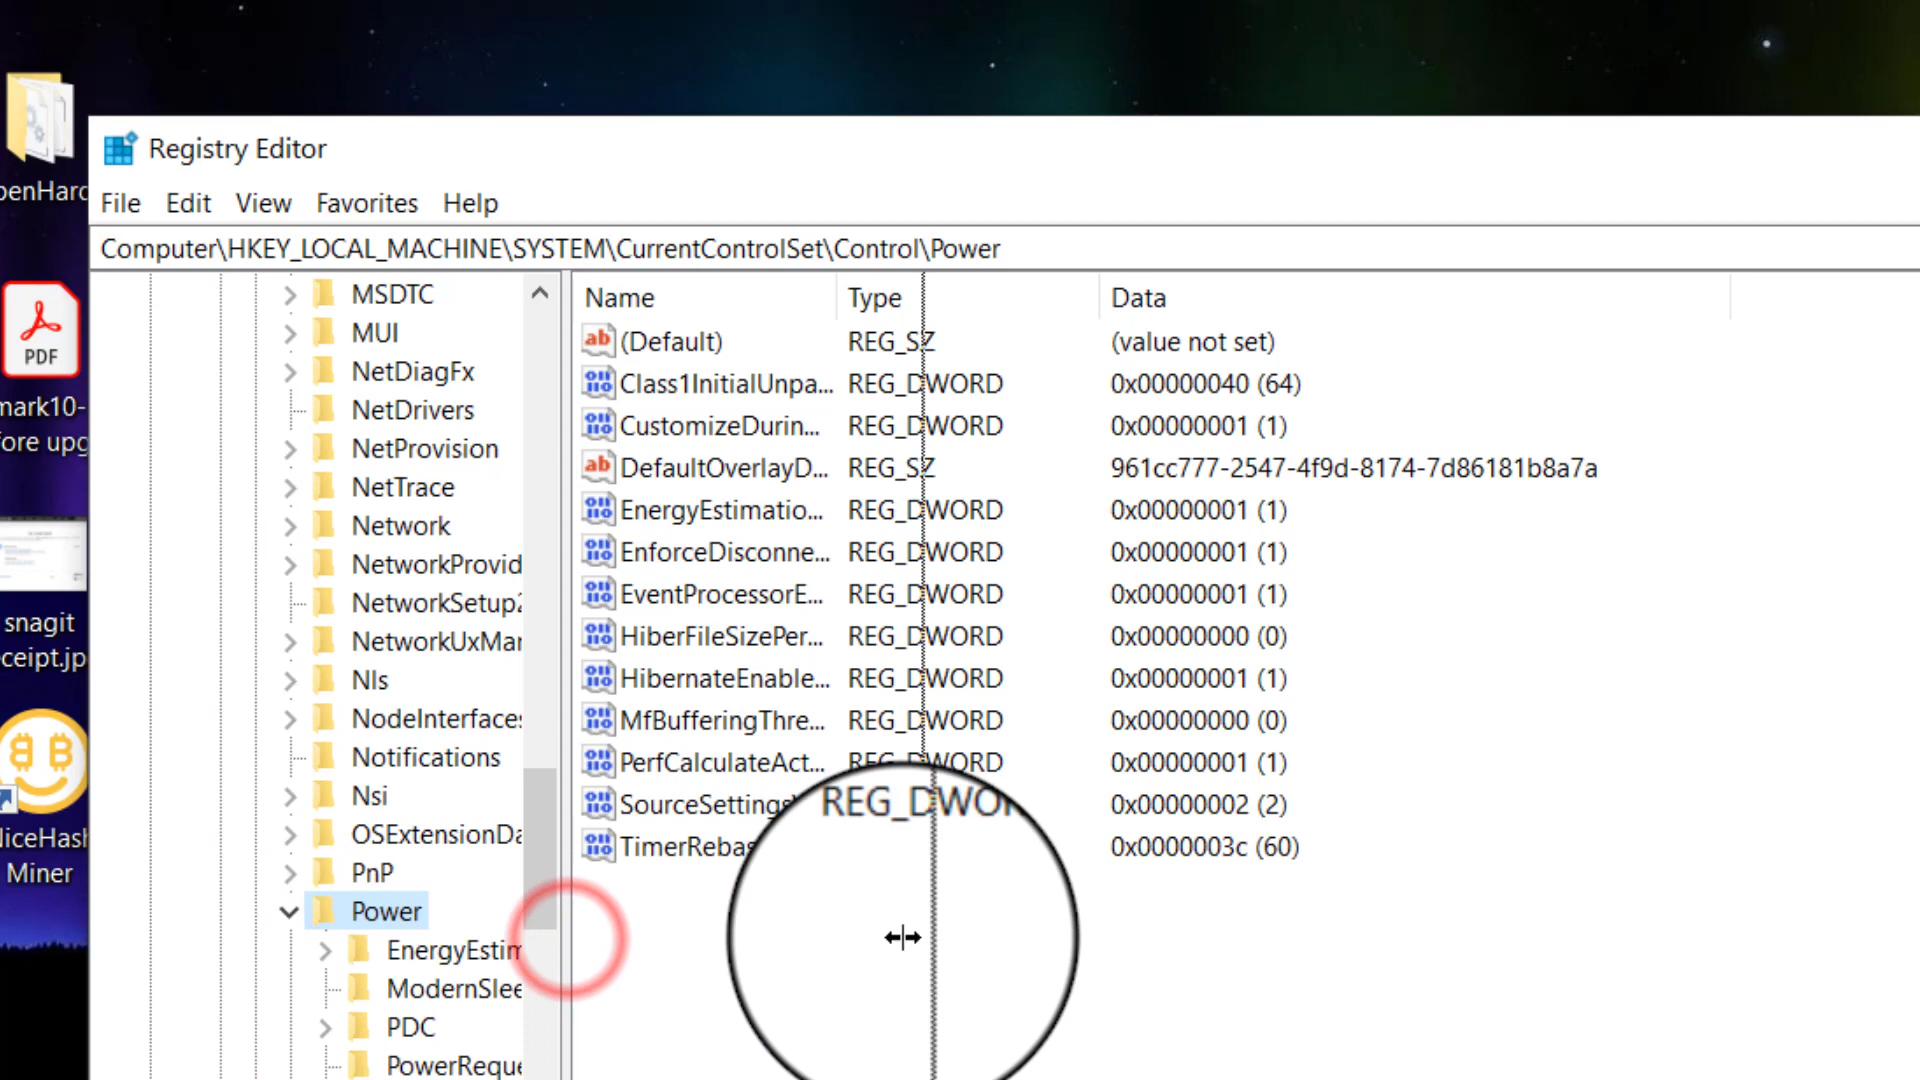 Registry Editor
File Edit View Favorites Help
Computer\HKEY_LOCAL_MACHINE\SYSTEM\CurrentControlSet\Control\Power
MSDTC
MUI
NetDiagFx
NetDrivers
NetProvision
NetTrace
Network
NetworkProvid
NetworkSetup2
NetworkUxMar
Nls
NodeInterfaces
Notifications
Nsi
OSExtensionDa
PnP
Power
EnergyEstim
ModernSlee
PDC
PowerReque
Name Type Data
(Default) REG_SZ (value not set)
Class1InitialUnpa... REG_DWORD 0x00000040 (64)
CustomizeDurin... REG_DWORD 0x00000001 (1)
DefaultOverlayD... REG_SZ 961cc777-2547-4f9d-8174-7d86181b8a7a
EnergyEstimatio... REG_DWORD 0x00000001 (1)
EnforceDisconne... REG_DWORD 0x00000001 (1)
EventProcessorE... REG_DWORD 0x00000001 (1)
HiberFileSizePer... REG_DWORD 0x00000000 (0)
HibernateEnable... REG_DWORD 0x00000001 (1)
MfBufferingThre... REG_DWORD 0x00000000 (0)
PerfCalculateAct... REG_DWORD 0x00000001 (1)
SourceSettings REG_DWOR 0x00000002 (2)
TimerRebas 0x0000003c (60)
penHard
PDF
mark10-
fore upg
snagit
ceipt.jp
NiceHash
Miner